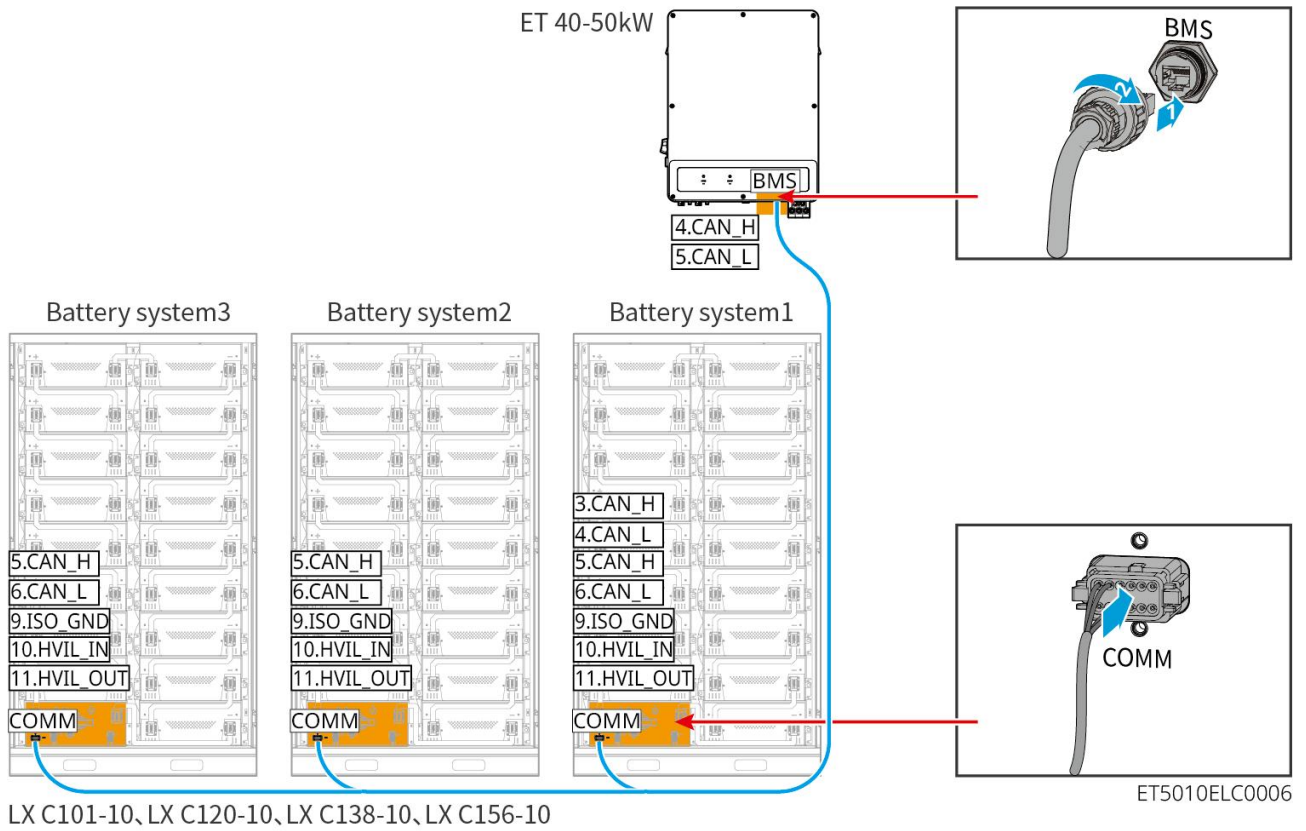 ET 40-50kW
BMS
2
1
BMS
4.CAN_H
5.CAN_L
Battery system3
Battery system2
Battery system1
3.CAN_H
4.CAN_L
5.CAN_H
6.CAN_L
9.ISO_GND
10.HVIL_IN
11.HVIL_OUT
COMM
5.CAN_H
6.CAN_L
9.ISO_GND
10.HVIL_IN
11.HVIL_OUT
COMM
5.CAN_H
6.CAN_L
9.ISO_GND
10.HVIL_IN
11.HVIL_OUT
COMM
COMM
ET5010ELC0006
LX C101-10、LX C120-10、LX C138-10、LX C156-10